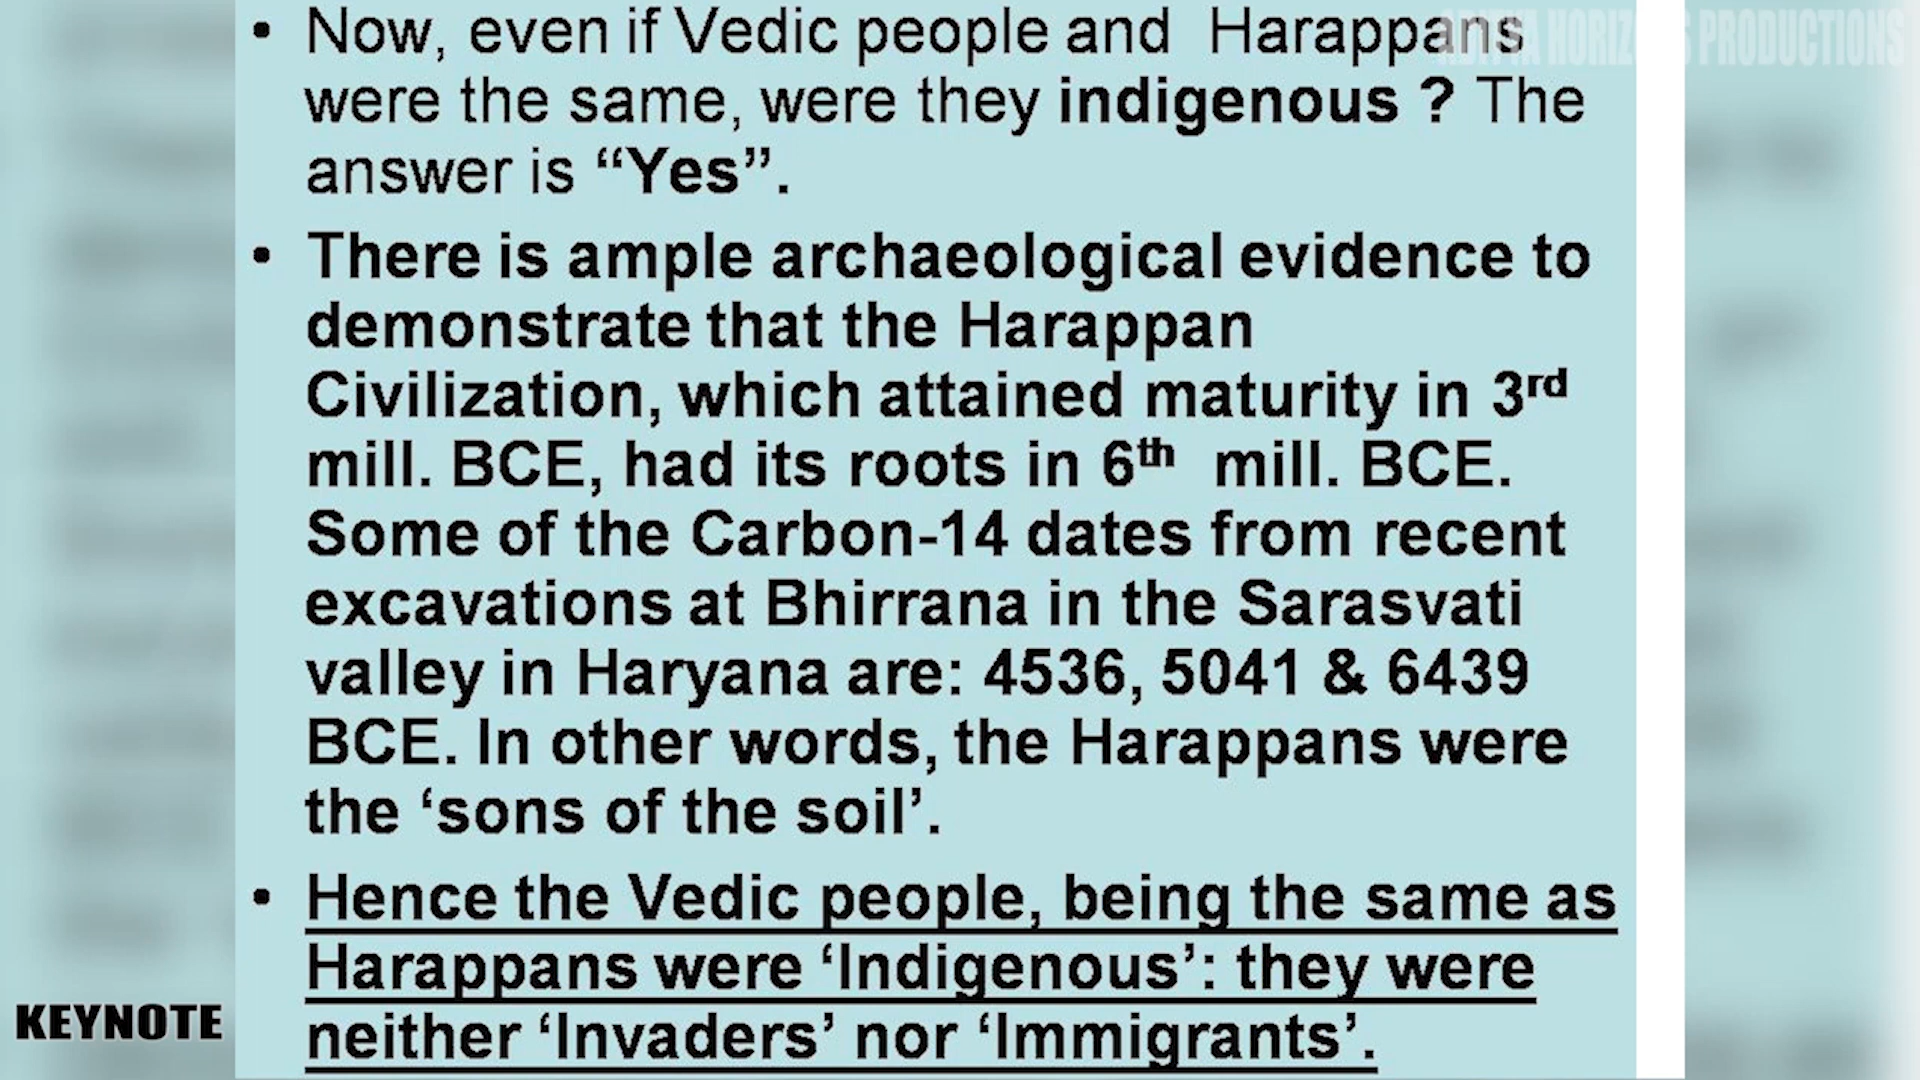 ADITYA HORIZONS PRODUCTIONS
• Now, even if Vedic people and Harappans
were the same, were they indigenous ? The
answer is “Yes”.
• There is ample archaeological evidence to
demonstrate that the Harappan
Civilization, which attained maturity in 3rd
mill. BCE, had its roots in 6th mill. BCE.
Some of the Carbon-14 dates from recent
excavations at Bhirrana in the Sarasvati
valley in Haryana are: 4536, 5041 & 6439
BCE. In other words, the Harappans were
the ‘sons of the soil’.
• Hence the Vedic people, being the same as
Harappans were ‘Indigenous’: they were
neither ‘Invaders’ nor ‘Immigrants’.
KEYNOTE